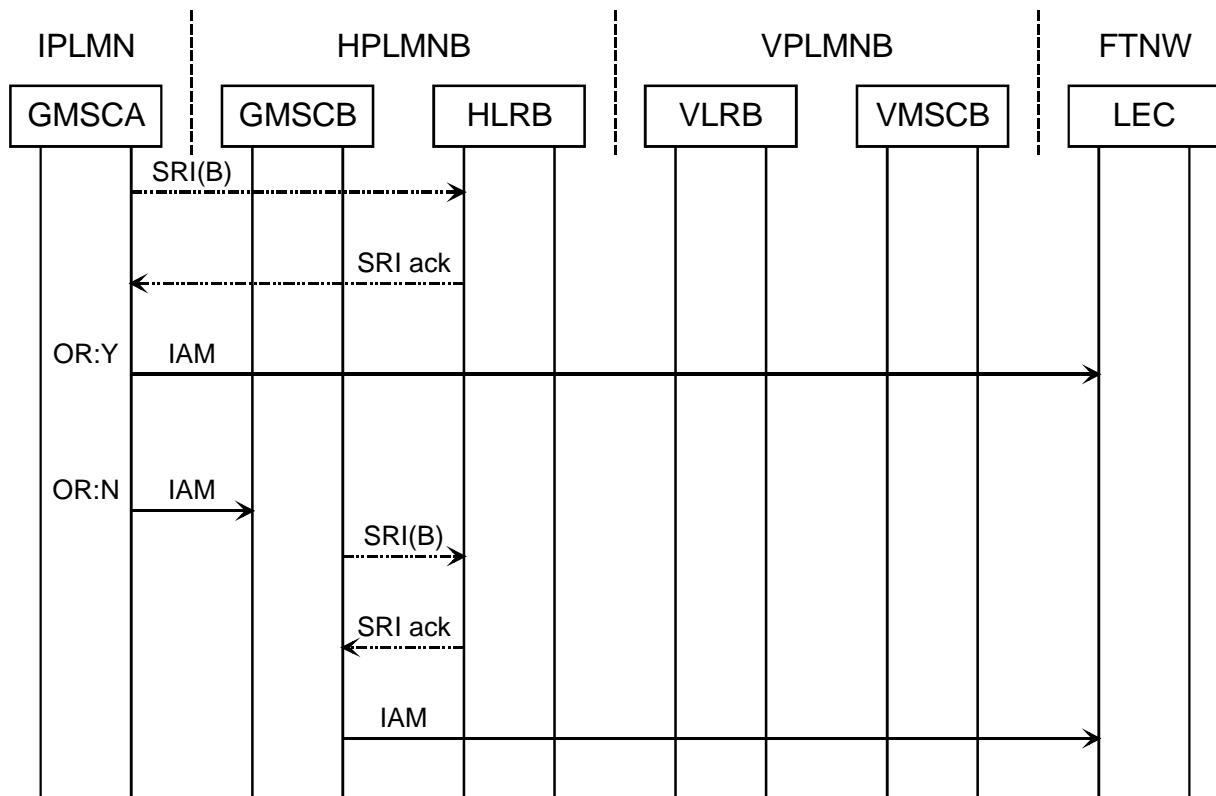 IPLMN HPLMNB VPLMNB FTNW
GMSCA GMSCB HLRB VLRB VMSCB LEC
SRI(B)
SRI ack
OR:Y IAM
OR:N IAM
SRI(B)
SRI ack
IAM